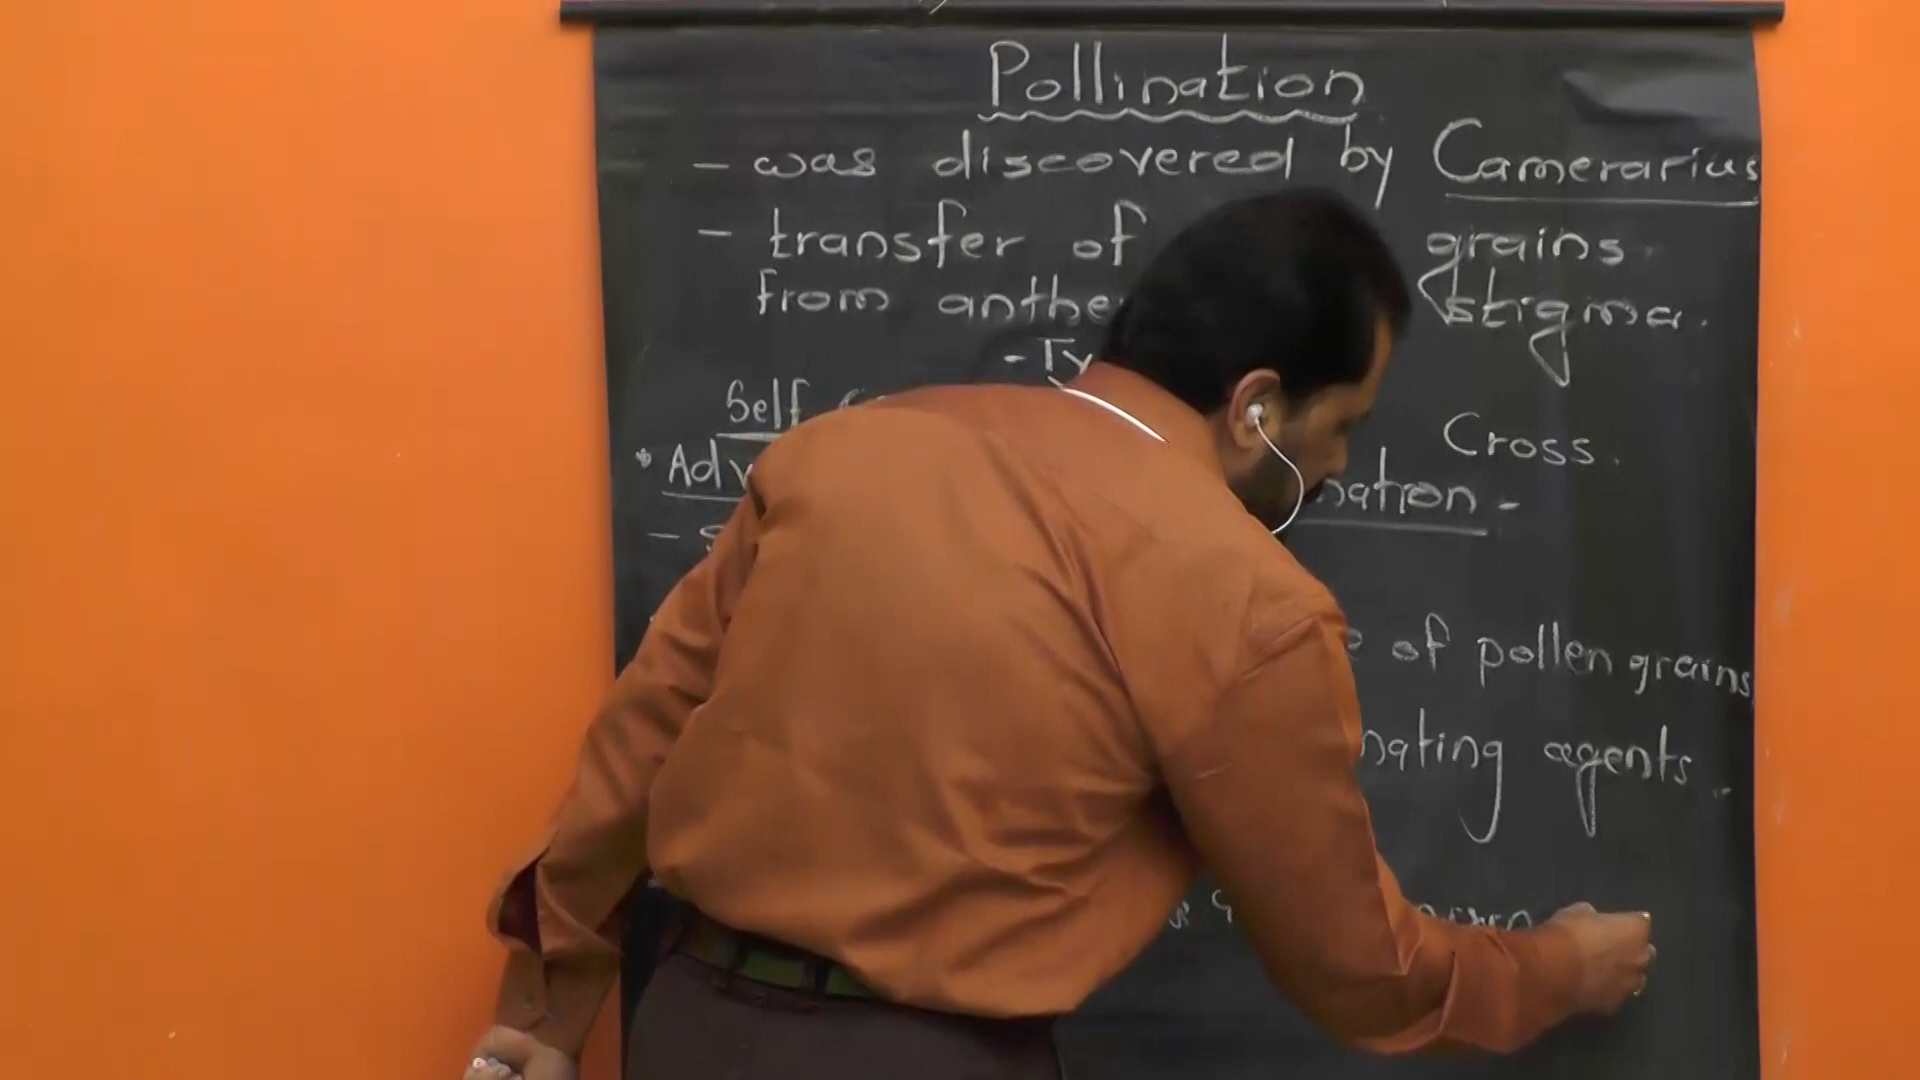 Pollination
- was discovered by Camerarius
- transfer of grains
from anthe stigma.
- Ty
Self Cross.
* Adv nation -
- S
of pollen grains
nating agents.